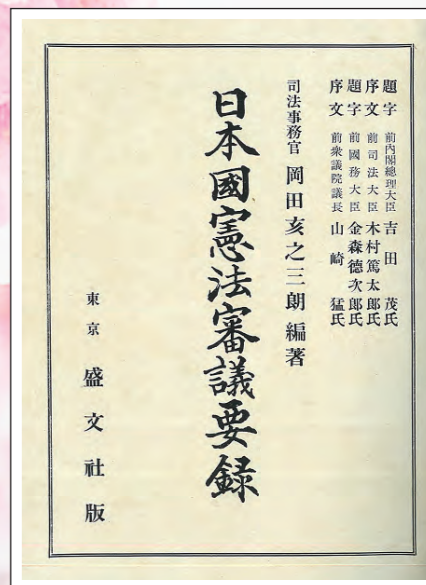 題字 前內閣總理大臣 吉田茂氏
序文 前司法大臣 木村篤太郎氏
題字 前國務大臣 金森德次郎氏
序文 前衆議院議長 山崎猛氏
司法事務官 岡田亥之三朗 編著
日本國憲法審議要録
東京 盛文社版